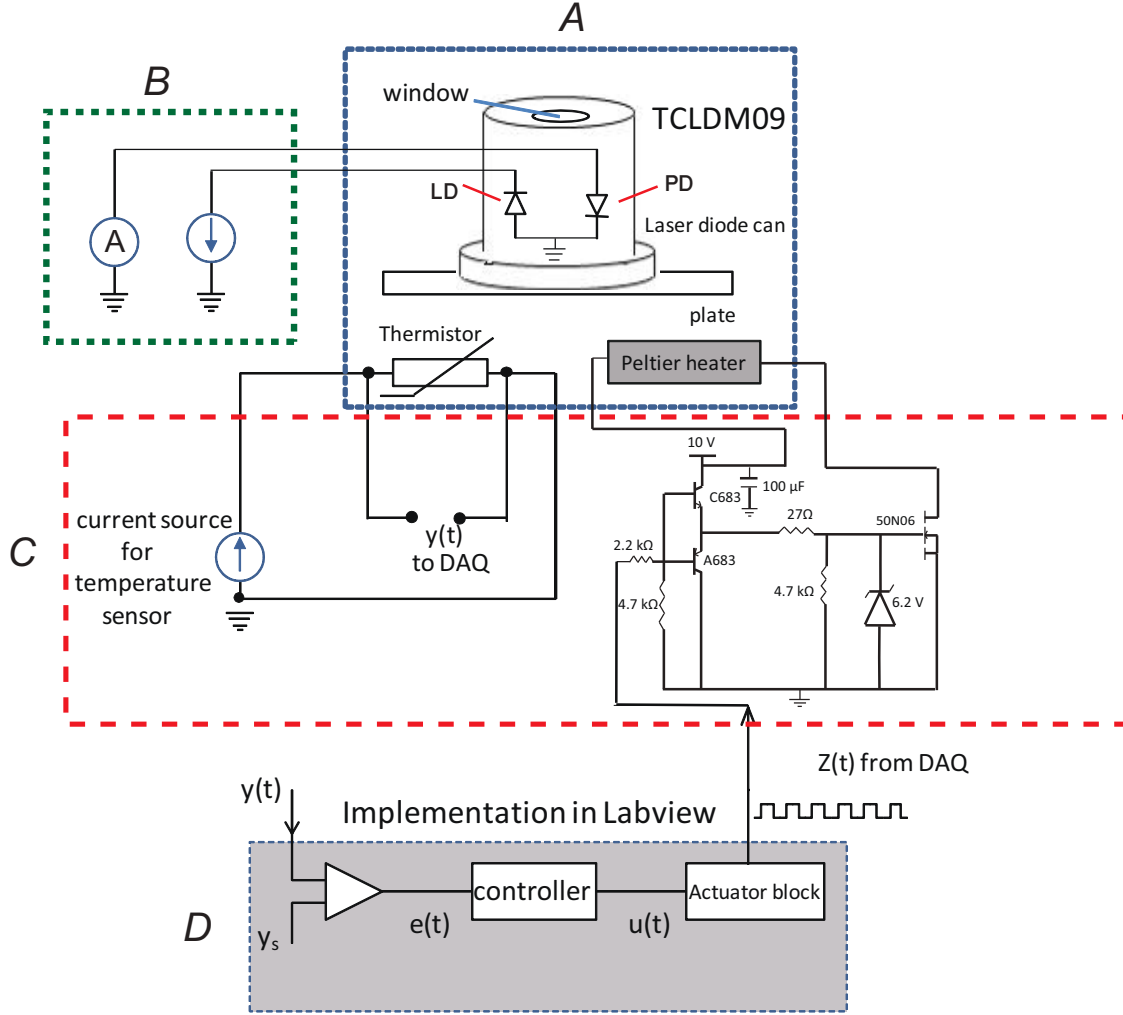 A
B
window
TCLDM09
LD
PD
A
Laser diode can
plate
Thermistor
Peltier heater
10 V
C683
100 µF
27Ω
50N06
current source
for
temperature
sensor
C
y(t)
to DAQ
2.2 kΩ
A683
4.7 kΩ
4.7 kΩ
6.2 V
Z(t) from DAQ
y(t)
Implementation in Labview
controller
Actuator block
D
yₛ
e(t)
u(t)